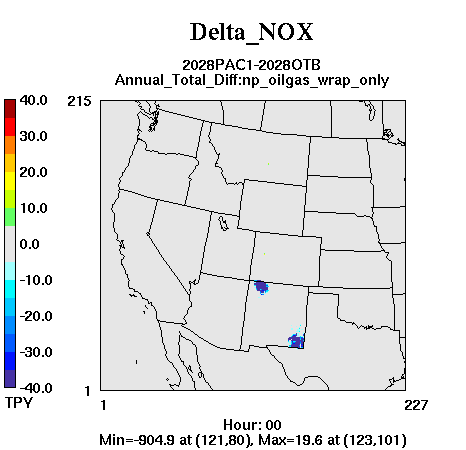 Delta_NOX
2028PAC1-2028OTB
Annual_Total_Diff:np_oilgas_wrap_only
40.0
30.0
20.0
10.0
0.0
-10.0
-20.0
-30.0
-40.0
TPY
215
1
1
227
Hour: 00
Min=-904.9 at (121,80), Max=19.6 at (123,101)